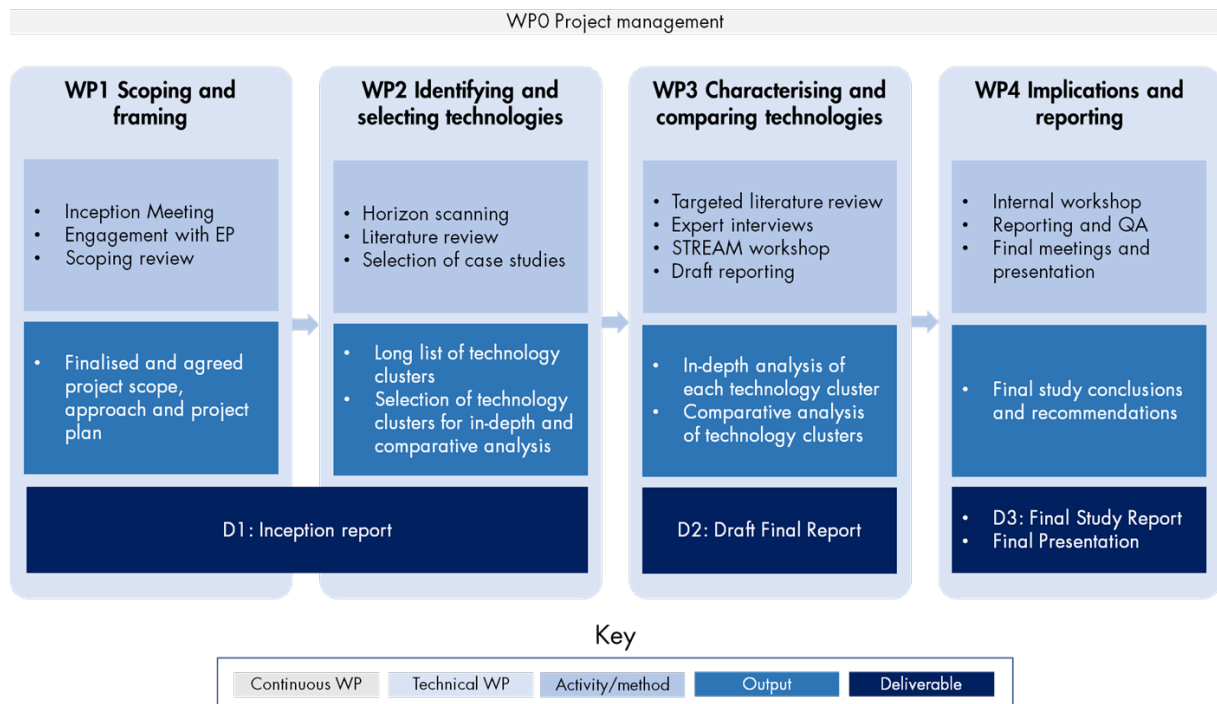 WP0 Project management
WP1 Scoping and
framing
• Inception Meeting
• Engagement with EP
• Scoping review
• Finalised and agreed
project scope,
approach and project
plan
WP2 Identifying and
selecting technologies
• Horizon scanning
• Literature review
• Selection of case studies
• Long list of technology
clusters
• Selection of technology
clusters for in-depth and
comparative analysis
D1: Inception report
WP3 Characterising and
comparing technologies
• Targeted literature review
• Expert interviews
• STREAM workshop
• Draft reporting
• In-depth analysis of
each technology cluster
• Comparative analysis
of technology clusters
D2: Draft Final Report
WP4 Implications and
reporting
• Internal workshop
• Reporting and QA
• Final meetings and
presentation
• Final study conclusions
and recommendations
• D3: Final Study Report
• Final Presentation
Key
Continuous WP
Technical WP
Activity/method
Output
Deliverable